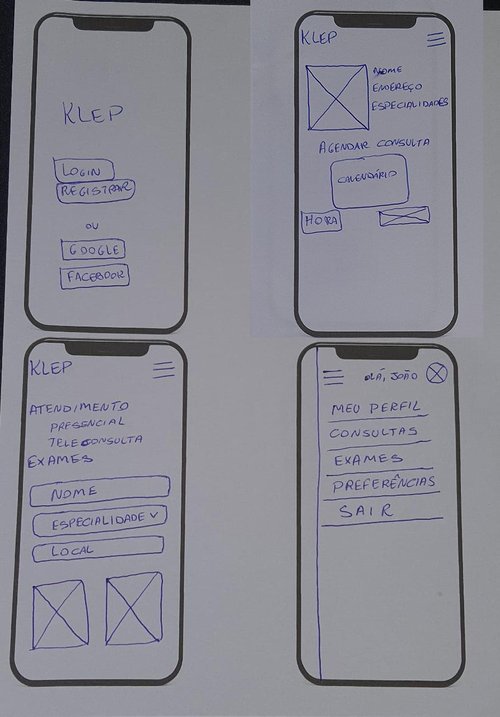 KLEP
LOGIN
REGISTRAR
OU
GOOGLE
FACEBOOK
KLEP
NOME
ENDEREÇO
ESPECIALIDADES
AGENDAR CONSULTA
CALENDÁRIO
HORA
KLEP
ATENDIMENTO
PRESENCIAL
TELECONSULTA
EXAMES
NOME
ESPECIALIDADE
LOCAL
OLÁ, JOÃO
MEU PERFIL
CONSULTAS
EXAMES
PREFERÊNCIAS
SAIR